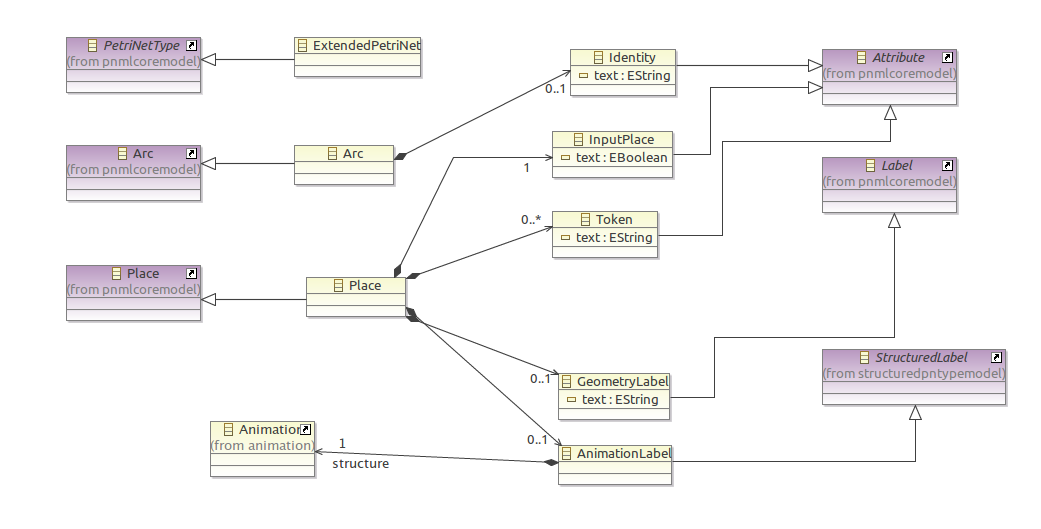 PetriNetType
(from pnmlcoremodel)
ExtendedPetriNet
Identity
text : EString
0..1
Attribute
(from pnmlcoremodel)
Arc
(from pnmlcoremodel)
Arc
InputPlace
text : EBoolean
1
Label
(from pnmlcoremodel)
Token
text : EString
0..*
Place
(from pnmlcoremodel)
Place
StructuredLabel
(from structuredpntypemodel)
GeometryLabel
text : EString
0..1
Animation
(from animation)
1
structure
0..1
AnimationLabel